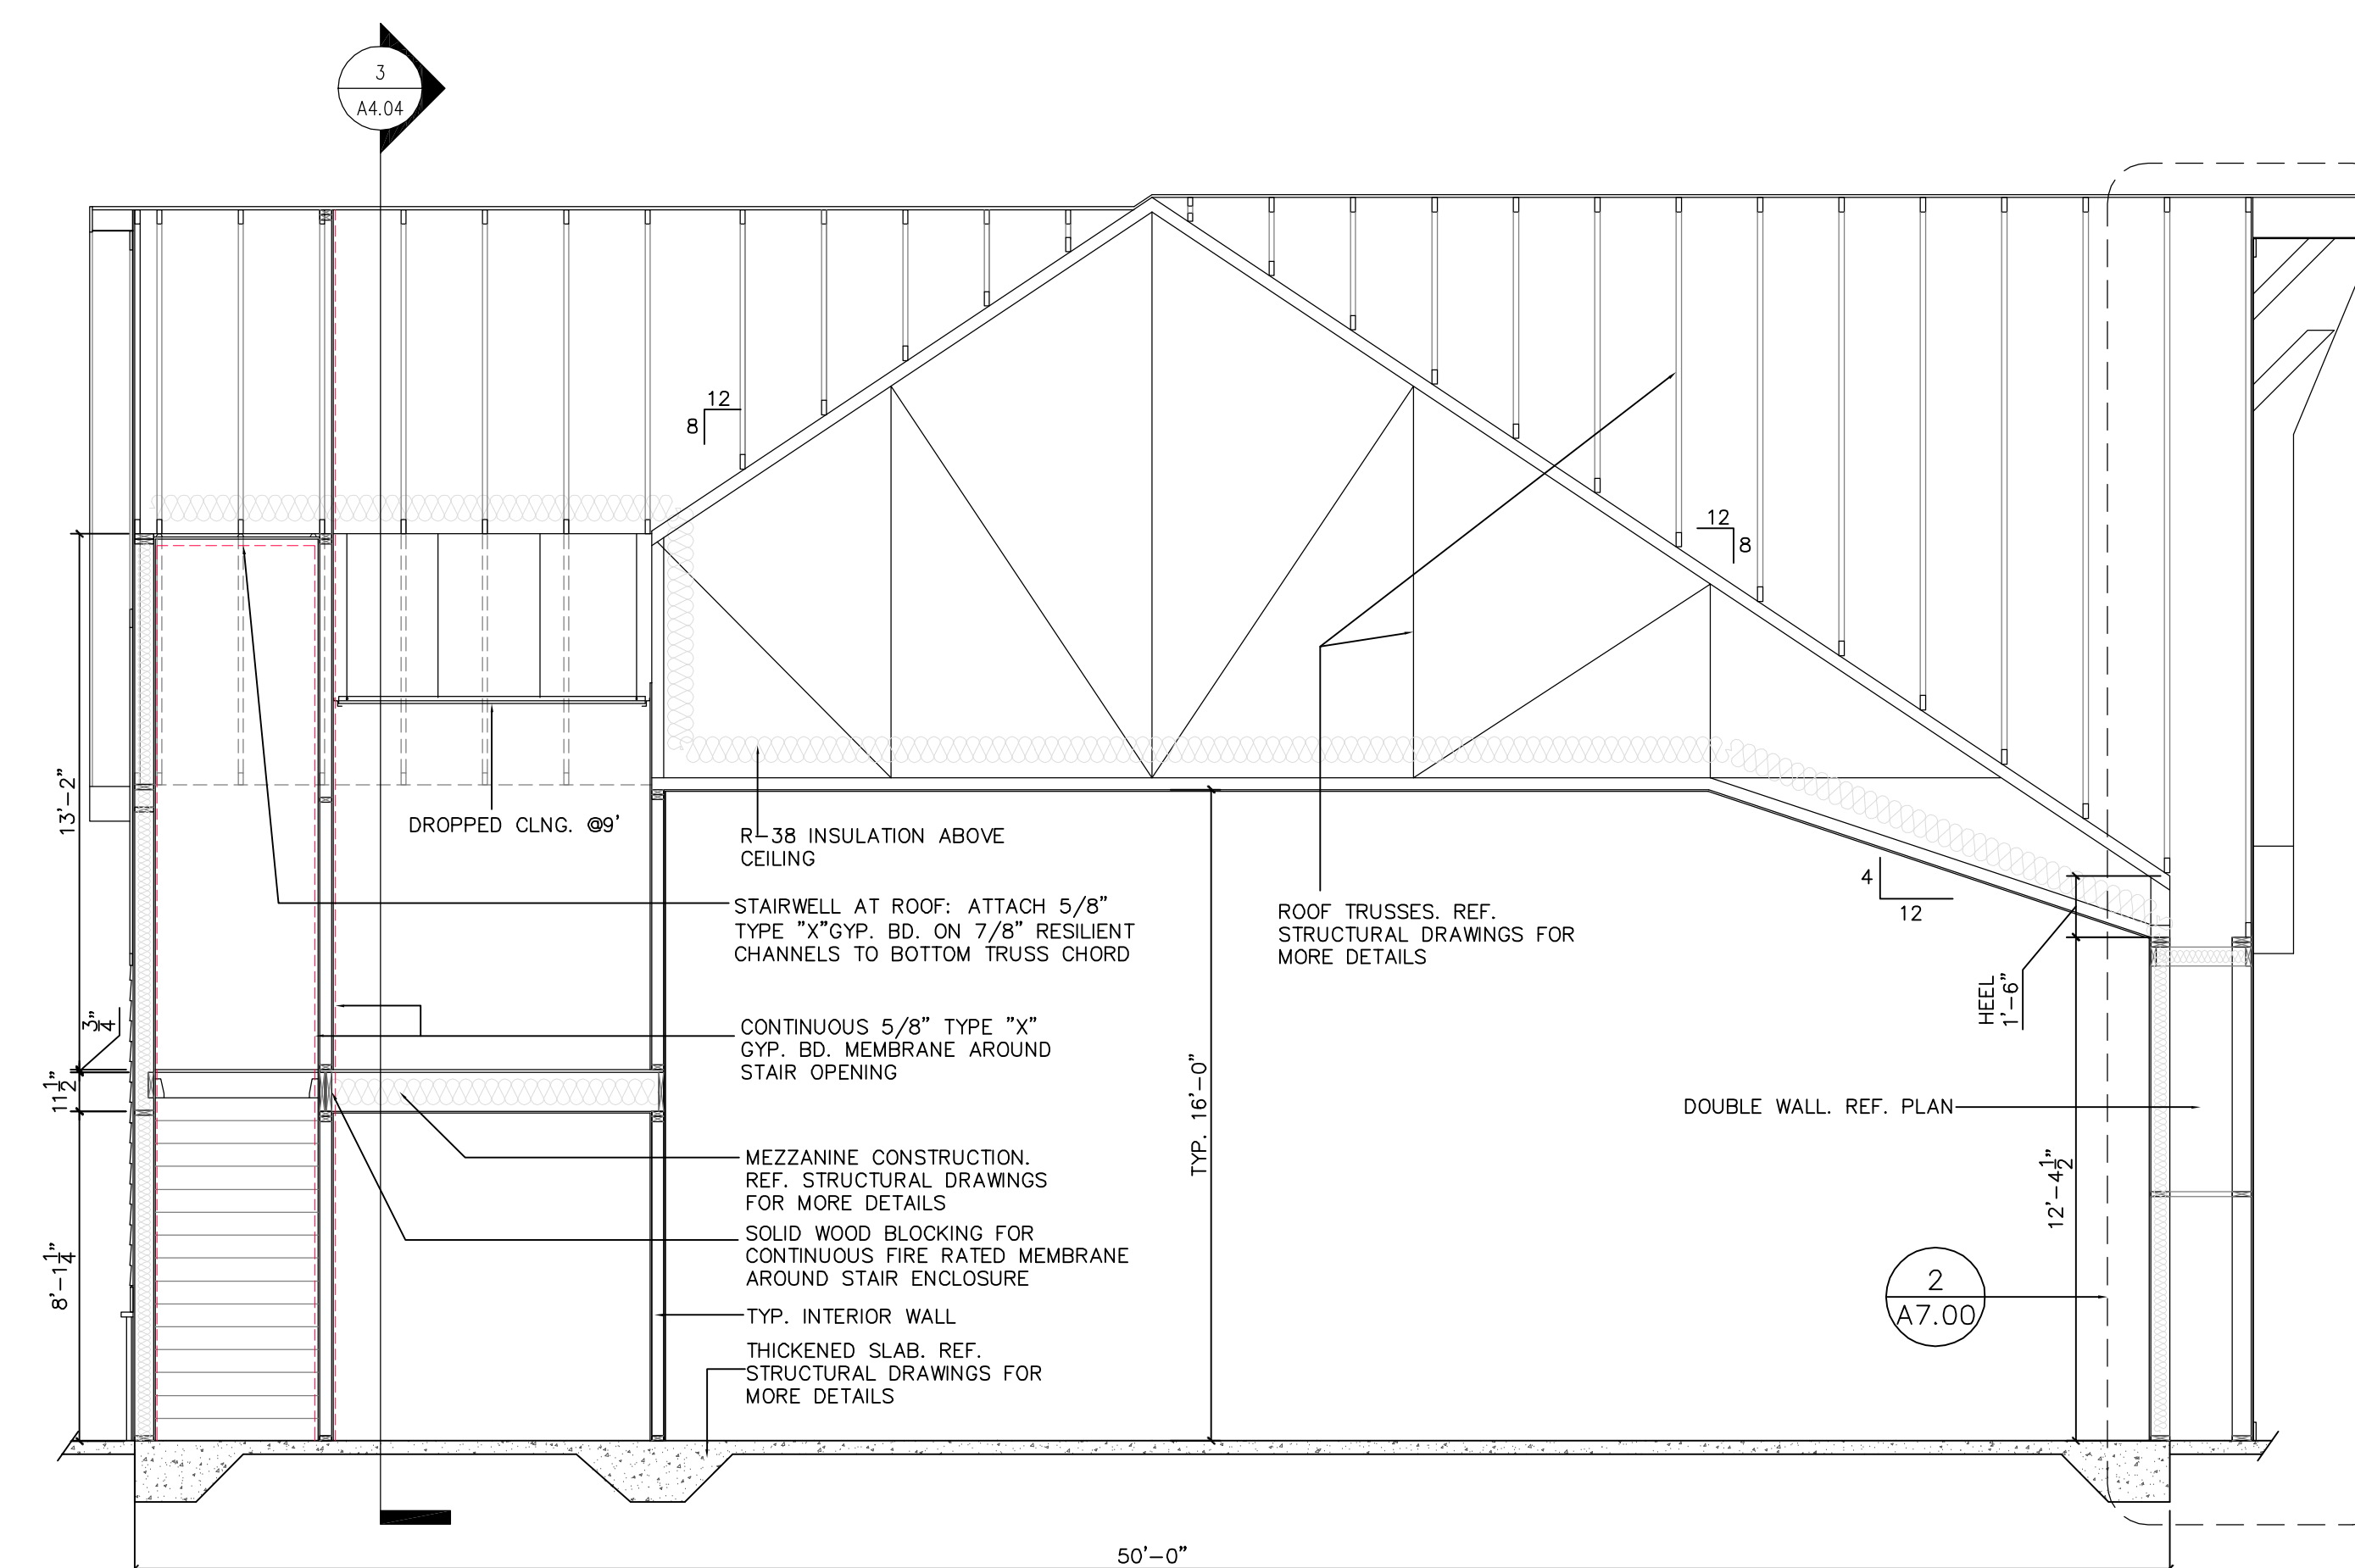 3
A4.04
12
8
12
8
13'-2"
DROPPED CLNG. @9'
R-38 INSULATION ABOVE
CEILING
STAIRWELL AT ROOF: ATTACH 5/8"
TYPE "X"GYP. BD. ON 7/8" RESILIENT
CHANNELS TO BOTTOM TRUSS CHORD
ROOF TRUSSES. REF.
STRUCTURAL DRAWINGS FOR
MORE DETAILS
4
12
HEEL
1'-6"
3/4"
CONTINUOUS 5/8" TYPE "X"
GYP. BD. MEMBRANE AROUND
STAIR OPENING
11 1/2"
TYP. 16'-0"
DOUBLE WALL. REF. PLAN
MEZZANINE CONSTRUCTION.
REF. STRUCTURAL DRAWINGS
FOR MORE DETAILS
12'-4 1/2"
SOLID WOOD BLOCKING FOR
CONTINUOUS FIRE RATED MEMBRANE
AROUND STAIR ENCLOSURE
8'-1 1/4"
2
A7.00
TYP. INTERIOR WALL
THICKENED SLAB. REF.
STRUCTURAL DRAWINGS FOR
MORE DETAILS
50'-0"